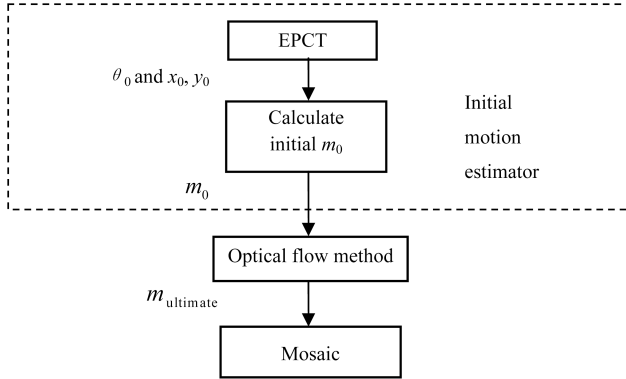 EPCT
θ0 and x0, y0
Calculate
initial m0
Initial
motion
estimator
m0
Optical flow method
multimate
Mosaic